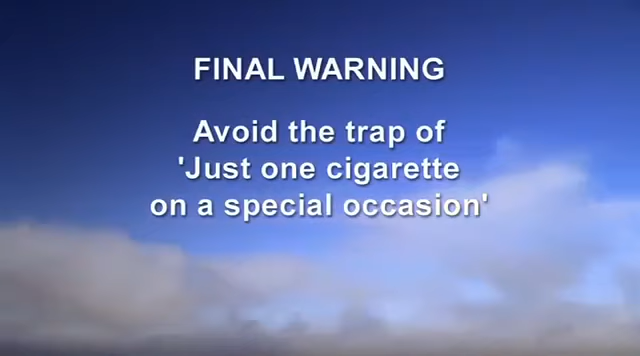 FINAL WARNING
Avoid the trap of
'Just one cigarette
on a special occasion'